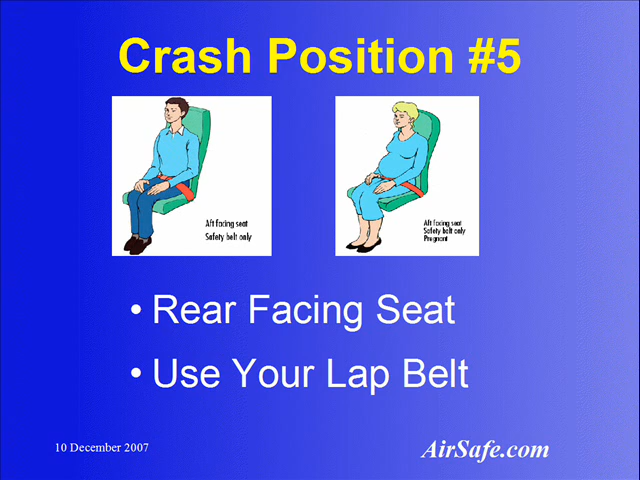 Crash Position #5
Aft facing seat
Safety belt only
Aft facing seat
Safety belt only
Pregnant
• Rear Facing Seat
• Use Your Lap Belt
10 December 2007
AirSafe.com